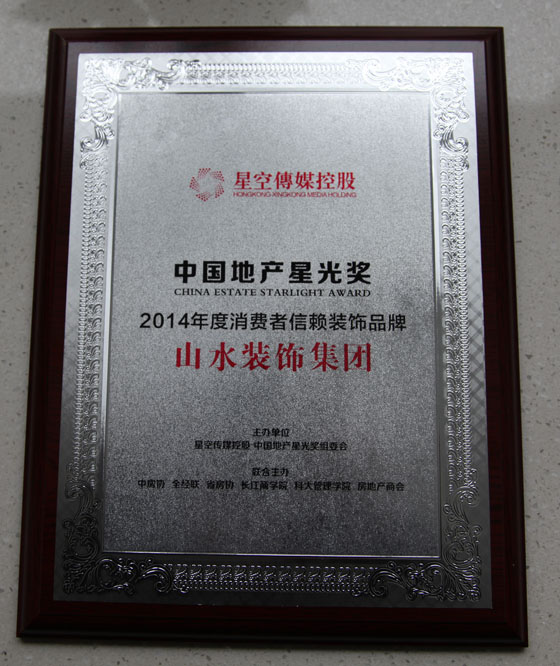 星空傳媒控股
HONGKONG XINGKONG MEDIA HOLDING
中国地产星光奖
CHINA ESTATE STARLIGHT AWARD
2014年度消费者信赖装饰品牌
山水装饰集团
主办单位
星空传媒控股 中国地产星光奖组委会
联合主办
中房协 全经联 省房协 长江商学院 科大管理学院 房地产商会